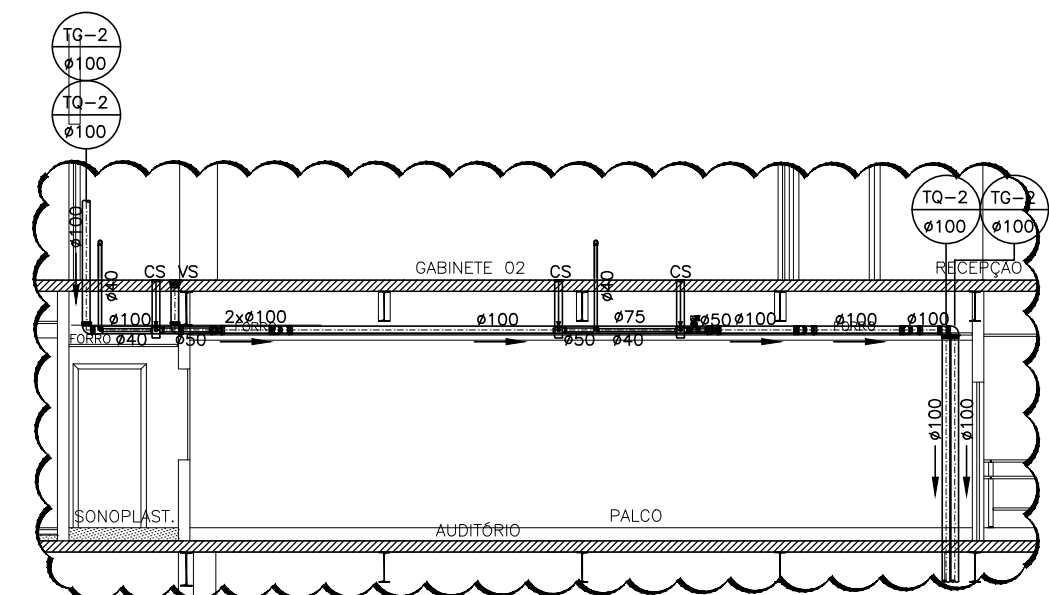 TG-2
ø100
TQ-2
ø100
TQ-2 TG-2
ø100 ø100
ø100
CS VS GABINETE 02 CS CS RECEPÇÃO
ø40 ø40
ø100 2xø100 ø100 ø75 ø50 ø100 ø100 ø100
FORRO FORRO
FORRO ø40 ø50 ø50 ø40
ø100 ø100
SONOPLAST. PALCO
AUDITÓRIO